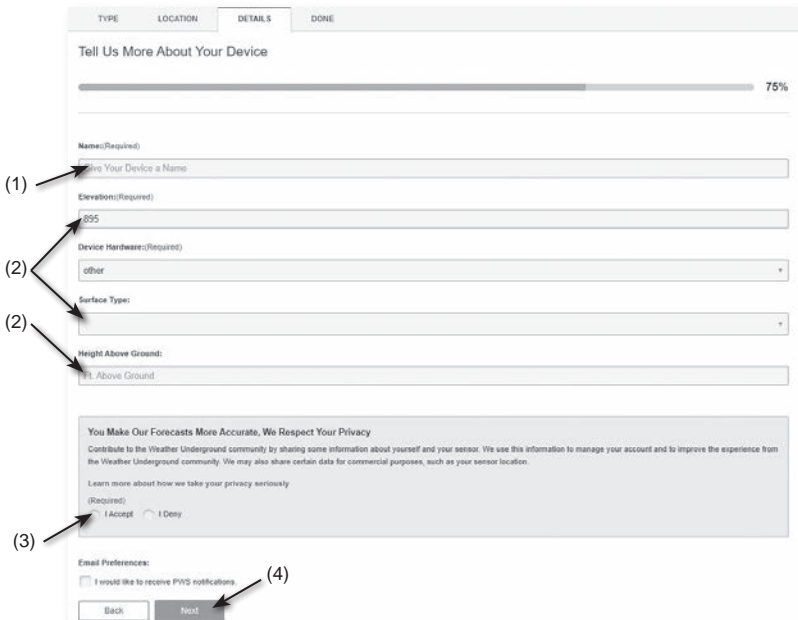 TYPE LOCATION DETAILS DONE
Tell Us More About Your Device
75%
Name:(Required)
(1) Give Your Device a Name
Elevation:(Required)
895
Device Hardware:(Required)
(2) other
Surface Type:
(2)
Height Above Ground:
Ft. Above Ground
You Make Our Forecasts More Accurate, We Respect Your Privacy
Contribute to the Weather Underground community by sharing some information about yourself and your sensor. We use this information to manage your account and to improve the experience from
the Weather Underground community. We may also share certain data for commercial purposes, such as your sensor location.
Learn more about how we take your privacy seriously
(Required)
I Accept I Deny
(3)
Email Preferences:
I would like to receive PWS notifications.
(4)
Back Next